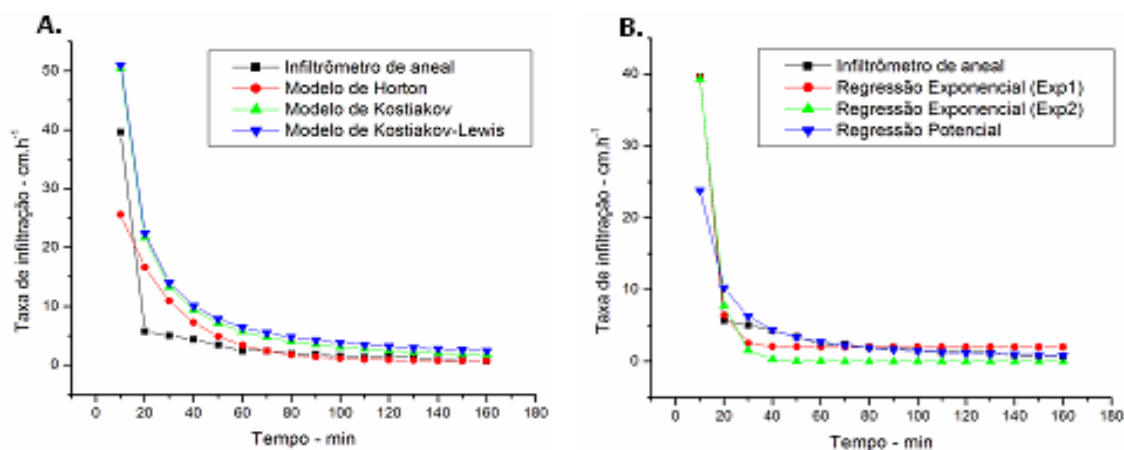 A.
Infiltrômetro de aneal
Modelo de Horton
Modelo de Kostiakov
Modelo de Kostiakov-Lewis
Taxa de infiltração - cm.h⁻¹
50
40
30
20
10
0
0 20 40 60 80 100 120 140 160 180
Tempo - min
B.
Infiltrômetro de aneal
Regressão Exponencial (Exp1)
Regressão Exponencial (Exp2)
Regressão Potencial
Taxa de infiltração - cm.h⁻¹
40
30
20
10
0
0 20 40 60 80 100 120 140 160 180
Tempo - min